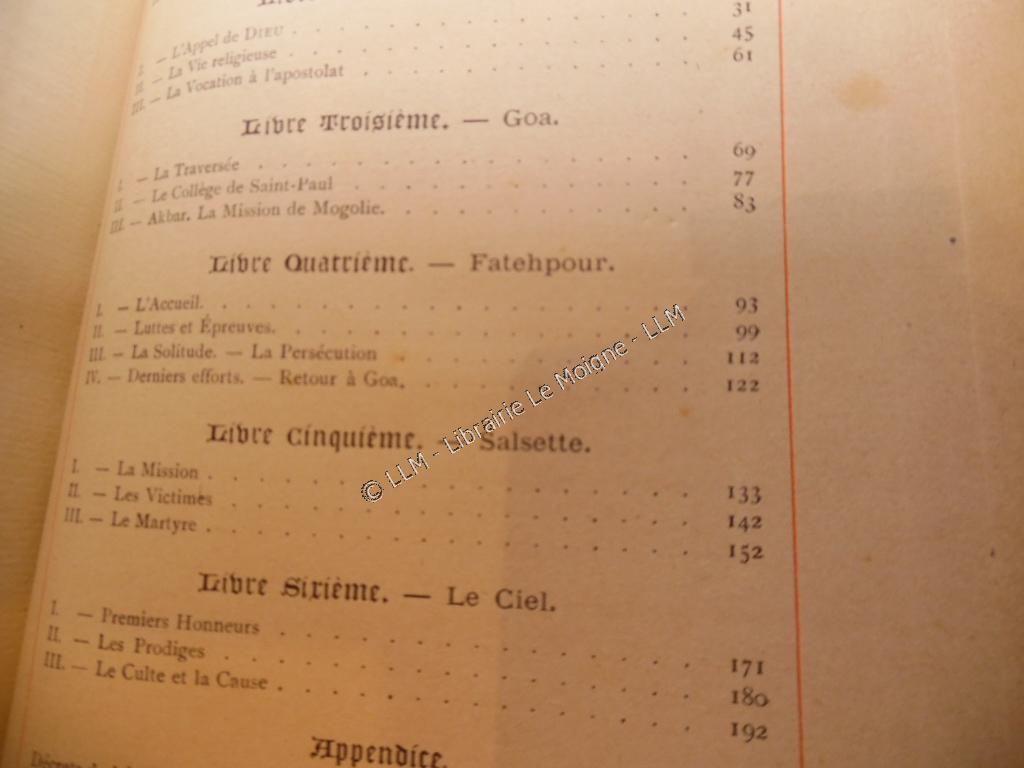 31
I. — L'Appel de DIEU . . . . . . . . . . . . 45
II. — La Vie religieuse . . . . . . . . . . . . 61
III. — La Vocation à l'apostolat . . . . . . . . . .
Livre Troisième. — Goa.
I. — La Traversée . . . . . . . . . . . . 69
II. — Le Collège de Saint-Paul . . . . . . . . . . 77
III. — Akbar. La Mission de Mogolie. . . . . . . . . 83
Livre Quatrième. — Fatehpour.
I. — L'Accueil. . . . . . . . . . . . . 93
II. — Luttes et Épreuves. . . . . . . . . . . 99
III. — La Solitude. — La Persécution . . . . . . . . 112
IV. — Derniers efforts. — Retour à Goa. . . . . . . . 122
Livre Cinquième. — Salsette.
I. — La Mission . . . . . . . . . . . . 133
II. — Les Victimes . . . . . . . . . . . . 142
III. — Le Martyre . . . . . . . . . . . . 152
Livre Sixième. — Le Ciel.
I. — Premiers Honneurs . . . . . . . . . . . 171
II. — Les Prodiges . . . . . . . . . . . . 180
III. — Le Culte et la Cause . . . . . . . . . . 192
Appendice.
© LLM - Librairie Le Moigne - LLM